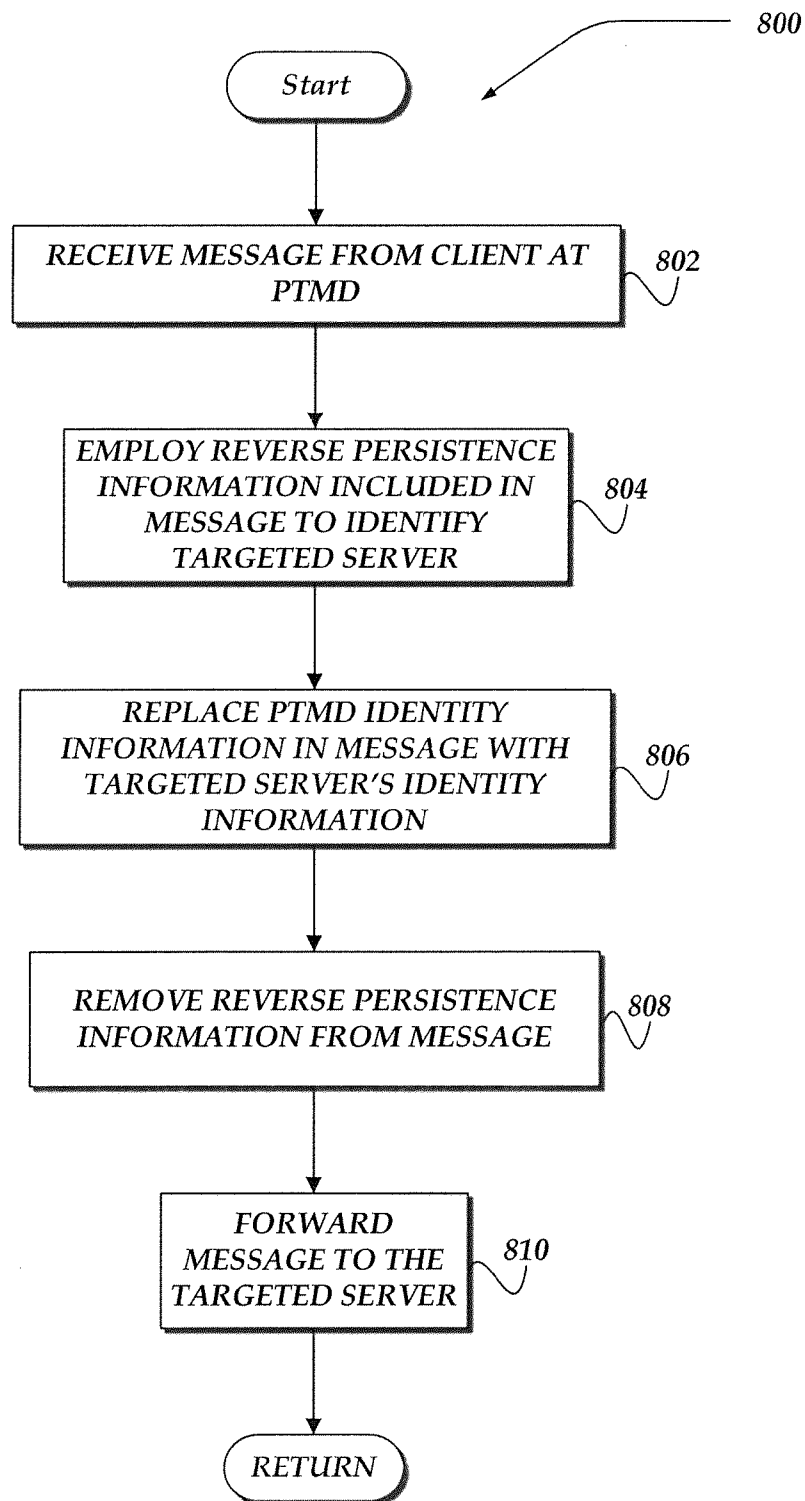 800
Start
RECEIVE MESSAGE FROM CLIENT AT
PTMD
802
EMPLOY REVERSE PERSISTENCE
INFORMATION INCLUDED IN
MESSAGE TO IDENTIFY
TARGETED SERVER
804
REPLACE PTMD IDENTITY
INFORMATION IN MESSAGE WITH
TARGETED SERVER'S IDENTITY
INFORMATION
806
REMOVE REVERSE PERSISTENCE
INFORMATION FROM MESSAGE
808
FORWARD
MESSAGE TO THE
TARGETED SERVER
810
RETURN